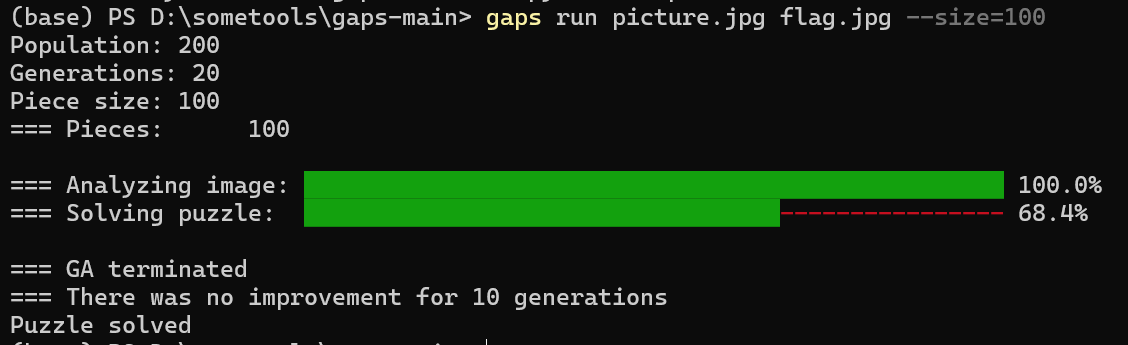 (base) PS D:\sometools\gaps-main> gaps run picture.jpg flag.jpg --size=100
Population: 200
Generations: 20
Piece size: 100
=== Pieces:      100
=== Analyzing image: 100.0%
=== Solving puzzle: ---------------- 68.4%
=== GA terminated
=== There was no improvement for 10 generations
Puzzle solved